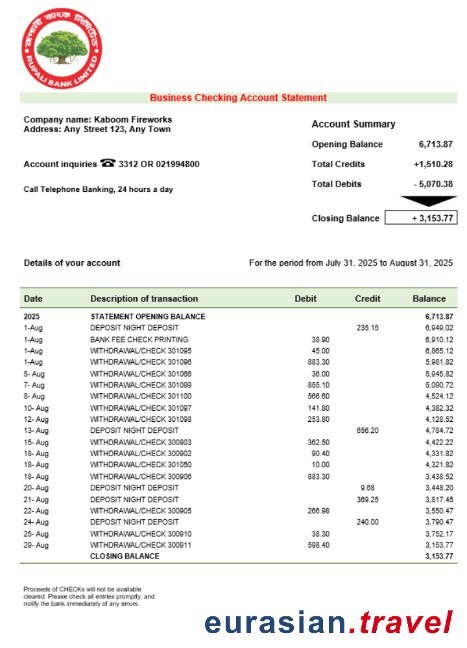 রূপালী ব্যাংক লিমিটেড
RUPALI BANK LIMITED
Business Checking Account Statement
Company name: Kaboom Fireworks
Address: Any Street 123, Any Town
Account inquiries ☎ 3312 OR 021994800
Call Telephone Banking, 24 hours a day
Account Summary
Opening Balance 6,713.87
Total Credits +1,510.28
Total Debits - 5,070.38
Closing Balance + 3,153.77
Details of your account For the period from July 31, 2025 to August 31, 2025
Date Description of transaction Debit Credit Balance
2025 STATEMENT OPENING BALANCE 6,713.87
1-Aug DEPOSIT NIGHT DEPOSIT 235.15 6,949.02
1-Aug BANK FEE CHECK PRINTING 38.90 6,910.12
1-Aug WITHDRAWAL/CHECK 301095 45.00 6,865.12
1-Aug WITHDRAWAL/CHECK 301096 883.30 5,981.82
5- Aug WITHDRAWAL/CHECK 301066 36.00 5,945.82
7- Aug WITHDRAWAL/CHECK 301099 855.10 5,090.72
8- Aug WITHDRAWAL/CHECK 301100 566.60 4,524.12
10- Aug WITHDRAWAL/CHECK 301097 141.80 4,382.32
12- Aug WITHDRAWAL/CHECK 301098 253.80 4,128.52
13- Aug DEPOSIT NIGHT DEPOSIT 656.20 4,784.72
15- Aug WITHDRAWAL/CHECK 300903 362.50 4,422.22
18- Aug WITHDRAWAL/CHECK 300902 90.40 4,331.82
18- Aug WITHDRAWAL/CHECK 301050 10.00 4,321.82
18- Aug WITHDRAWAL/CHECK 300906 883.30 3,438.52
20- Aug DEPOSIT NIGHT DEPOSIT 9.68 3,448.20
21- Aug DEPOSIT NIGHT DEPOSIT 369.25 3,817.45
22- Aug WITHDRAWAL/CHECK 300905 266.98 3,550.47
24- Aug DEPOSIT NIGHT DEPOSIT 240.00 3,790.47
25- Aug WITHDRAWAL/CHECK 300910 38.30 3,752.17
29- Aug WITHDRAWAL/CHECK 300911 598.40 3,153.77
CLOSING BALANCE 3,153.77
Proceeds of CHECKs will not be available
cleared. Please check all entries promptly, and
notify the bank immediately of any errors.
eurasian.travel